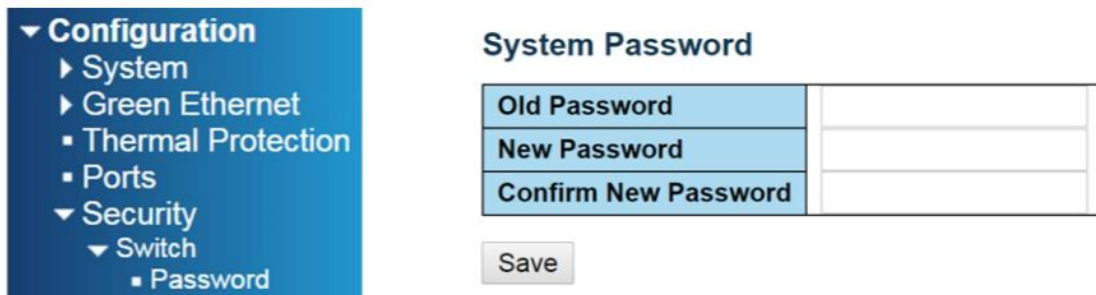 Configuration
System
Green Ethernet
Thermal Protection
Ports
Security
Switch
Password
System Password
Old Password
New Password
Confirm New Password
Save